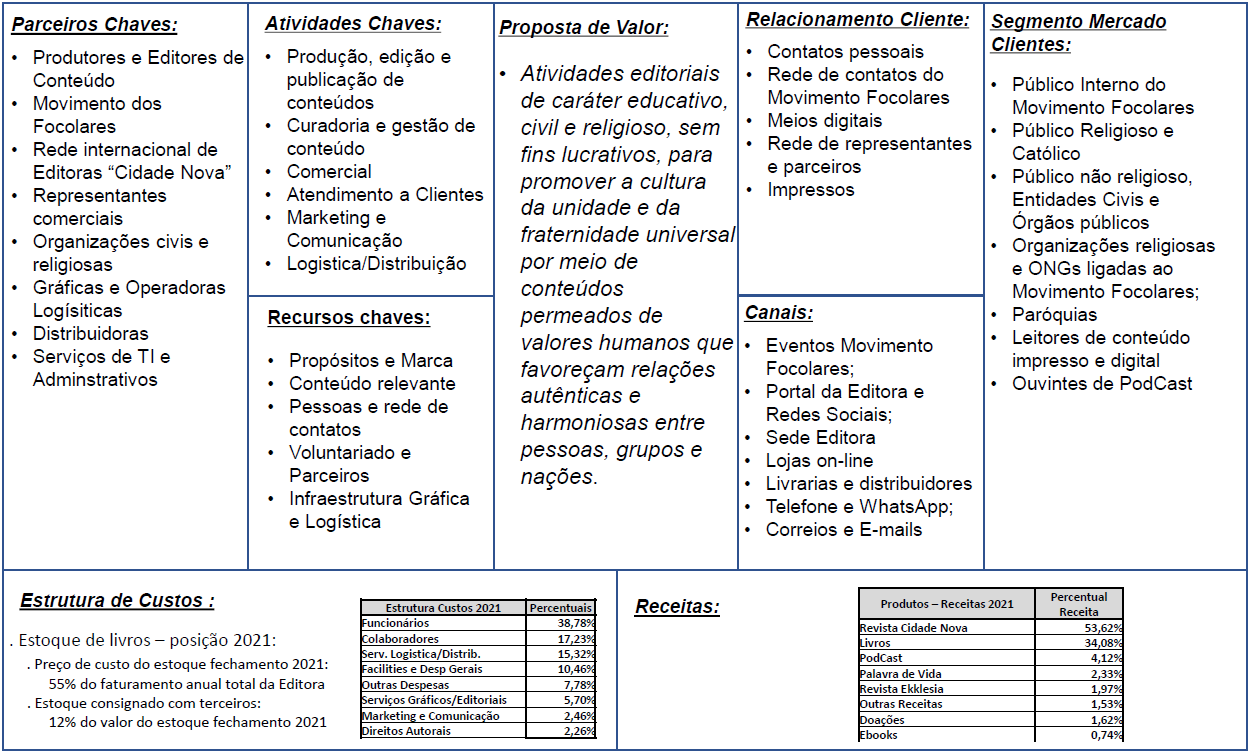 Parceiros Chaves:
• Produtores e Editores de
Conteúdo
• Movimento dos
Focolares
• Rede internacional de
Editoras “Cidade Nova”
• Representantes
comerciais
• Organizações civis e
religiosas
• Gráficas e Operadoras
Logísiticas
• Distribuidoras
• Serviços de TI e
Adminstrativos
Atividades Chaves:
• Produção, edição e
publicação de
conteúdos
• Curadoria e gestão de
conteúdo
• Comercial
• Atendimento a Clientes
• Marketing e
Comunicação
• Logistica/Distribuição
Recursos chaves:
• Propósitos e Marca
• Conteúdo relevante
• Pessoas e rede de
contatos
• Voluntariado e
Parceiros
• Infraestrutura Gráfica
e Logística
Proposta de Valor:
• Atividades editoriais
de caráter educativo,
civil e religioso, sem
fins lucrativos, para
promover a cultura
da unidade e da
fraternidade universal
por meio de
conteúdos
permeados de
valores humanos que
favoreçam relações
autênticas e
harmoniosas entre
pessoas, grupos e
nações.
Relacionamento Cliente:
• Contatos pessoais
• Rede de contatos do
Movimento Focolares
• Meios digitais
• Rede de representantes
e parceiros
• Impressos
Canais:
• Eventos Movimento
Focolares;
• Portal da Editora e
Redes Sociais;
• Sede Editora
• Lojas on-line
• Livrarias e distribuidores
• Telefone e WhatsApp;
• Correios e E-mails
Segmento Mercado
Clientes:
• Público Interno do
Movimento Focolares
• Público Religioso e
Católico
• Público não religioso,
Entidades Civis e
Órgãos públicos
• Organizações religiosas
e ONGs ligadas ao
Movimento Focolares;
• Paróquias
• Leitores de conteúdo
impresso e digital
• Ouvintes de PodCast
Estrutura de Custos :
. Estoque de livros – posição 2021:
. Preço de custo do estoque fechamento 2021:
55% do faturamento anual total da Editora
. Estoque consignado com terceiros:
12% do valor do estoque fechamento 2021
Estrutura Custos 2021 Percentuais
Funcionários 38,78%
Colaboradores 17,23%
Serv. Logistica/Distrib. 15,32%
Facilities e Desp Gerais 10,46%
Outras Despesas 7,78%
Serviços Gráficos/Editoriais 5,70%
Marketing e Comunicação 2,46%
Direitos Autorais 2,26%
Receitas:
Produtos – Receitas 2021 Percentual
Receita
Revista Cidade Nova 53,62%
Livros 34,08%
PodCast 4,12%
Palavra de Vida 2,33%
Revista Ekklesia 1,97%
Outras Receitas 1,53%
Doações 1,62%
Ebooks 0,74%